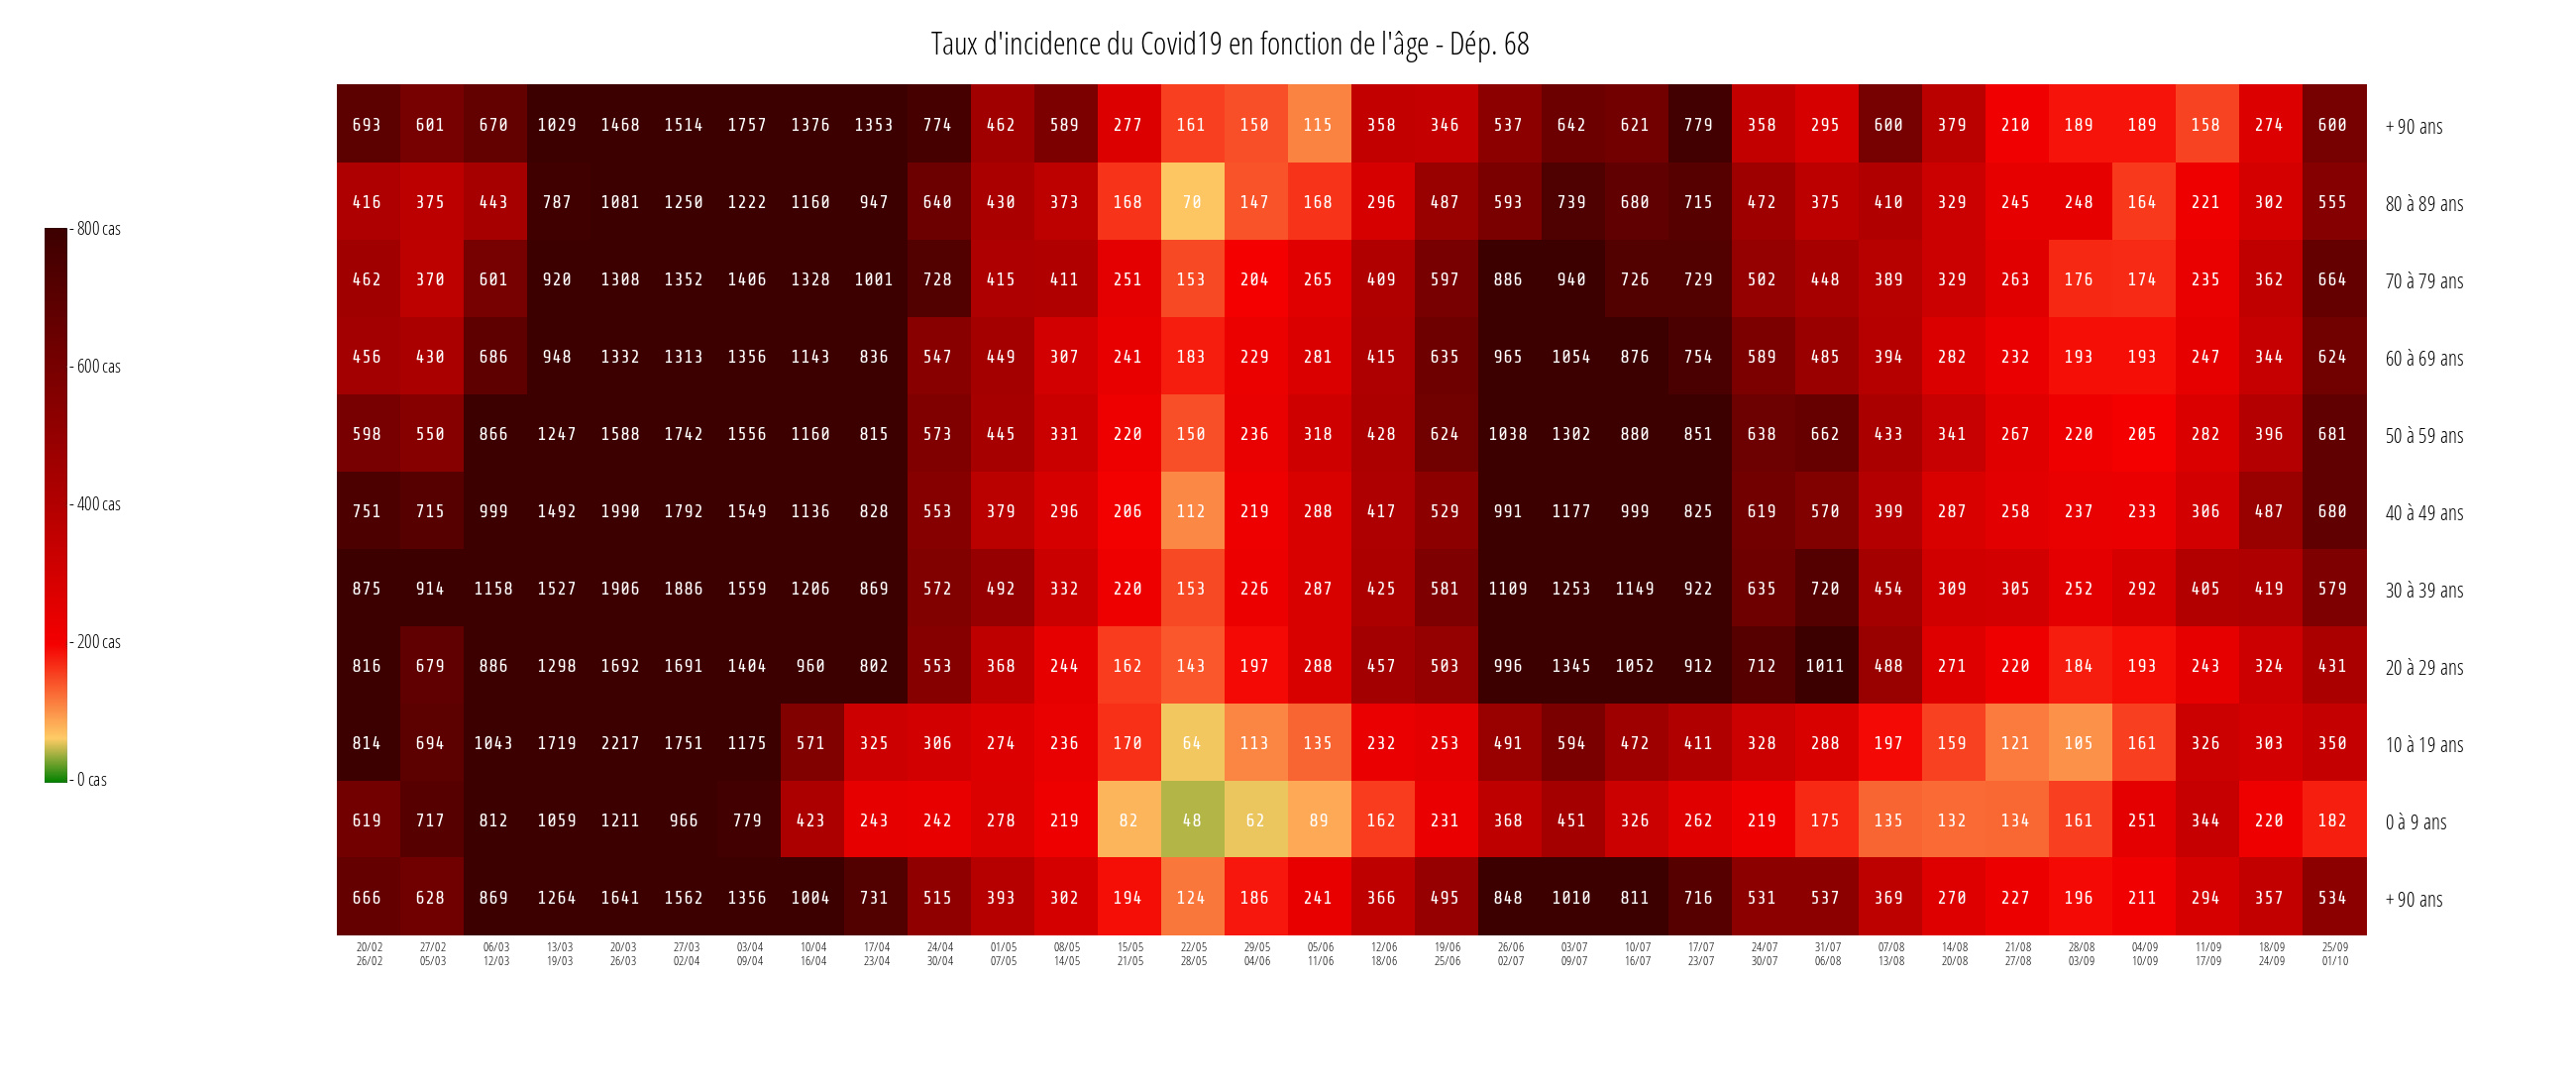 Taux d'incidence du Covid19 en fonction de l'âge - Dép. 68
- 800 cas
- 600 cas
- 400 cas
- 200 cas
- 0 cas
693 601 670 1029 1468 1514 1757 1376 1353 774 462 589 277 161 150 115 358 346 537 642 621 779 358 295 600 379 210 189 189 158 274 600 + 90 ans
416 375 443 787 1081 1250 1222 1160 947 640 430 373 168 70 147 168 296 487 593 739 680 715 472 375 410 329 245 248 164 221 302 555 80 à 89 ans
462 370 601 920 1308 1352 1406 1328 1001 728 415 411 251 153 204 265 409 597 886 940 726 729 502 448 389 329 263 176 174 235 362 664 70 à 79 ans
456 430 686 948 1332 1313 1356 1143 836 547 449 307 241 183 229 281 415 635 965 1054 876 754 589 485 394 282 232 193 193 247 344 624 60 à 69 ans
598 550 866 1247 1588 1742 1556 1160 815 573 445 331 220 150 236 318 428 624 1038 1302 880 851 638 662 433 341 267 220 205 282 396 681 50 à 59 ans
751 715 999 1492 1990 1792 1549 1136 828 553 379 296 206 112 219 288 417 529 991 1177 999 825 619 570 399 287 258 237 233 306 487 680 40 à 49 ans
875 914 1158 1527 1906 1886 1559 1206 869 572 492 332 220 153 226 287 425 581 1109 1253 1149 922 635 720 454 309 305 252 292 405 419 579 30 à 39 ans
816 679 886 1298 1692 1691 1404 960 802 553 368 244 162 143 197 288 457 503 996 1345 1052 912 712 1011 488 271 220 184 193 243 324 431 20 à 29 ans
814 694 1043 1719 2217 1751 1175 571 325 306 274 236 170 64 113 135 232 253 491 594 472 411 328 288 197 159 121 105 161 326 303 350 10 à 19 ans
619 717 812 1059 1211 966 779 423 243 242 278 219 82 48 62 89 162 231 368 451 326 262 219 175 135 132 134 161 251 344 220 182 0 à 9 ans
666 628 869 1264 1641 1562 1356 1004 731 515 393 302 194 124 186 241 366 495 848 1010 811 716 531 537 369 270 227 196 211 294 357 534 + 90 ans
20/02 27/02 06/03 13/03 20/03 27/03 03/04 10/04 17/04 24/04 01/05 08/05 15/05 22/05 29/05 05/06 12/06 19/06 26/06 03/07 10/07 17/07 24/07 31/07 07/08 14/08 21/08 28/08 04/09 11/09 18/09 25/09
26/02 05/03 12/03 19/03 26/03 02/04 09/04 16/04 23/04 30/04 07/05 14/05 21/05 28/05 04/06 11/06 18/06 25/06 02/07 09/07 16/07 23/07 30/07 06/08 13/08 20/08 27/08 03/09 10/09 17/09 24/09 01/10